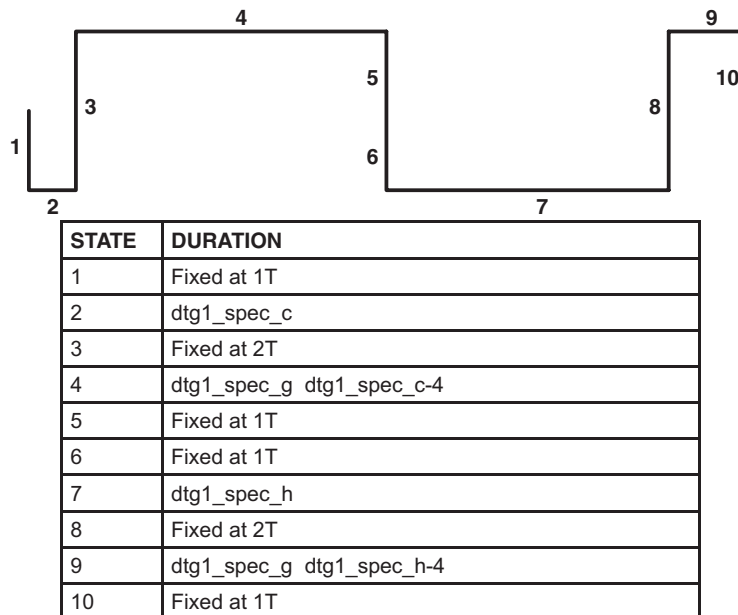 4
9
5
10
3
8
1
6
2
7
STATE DURATION
1 Fixed at 1T
2 dtg1_spec_c
3 Fixed at 2T
4 dtg1_spec_g dtg1_spec_c-4
5 Fixed at 1T
6 Fixed at 1T
7 dtg1_spec_h
8 Fixed at 2T
9 dtg1_spec_g dtg1_spec_h-4
10 Fixed at 1T